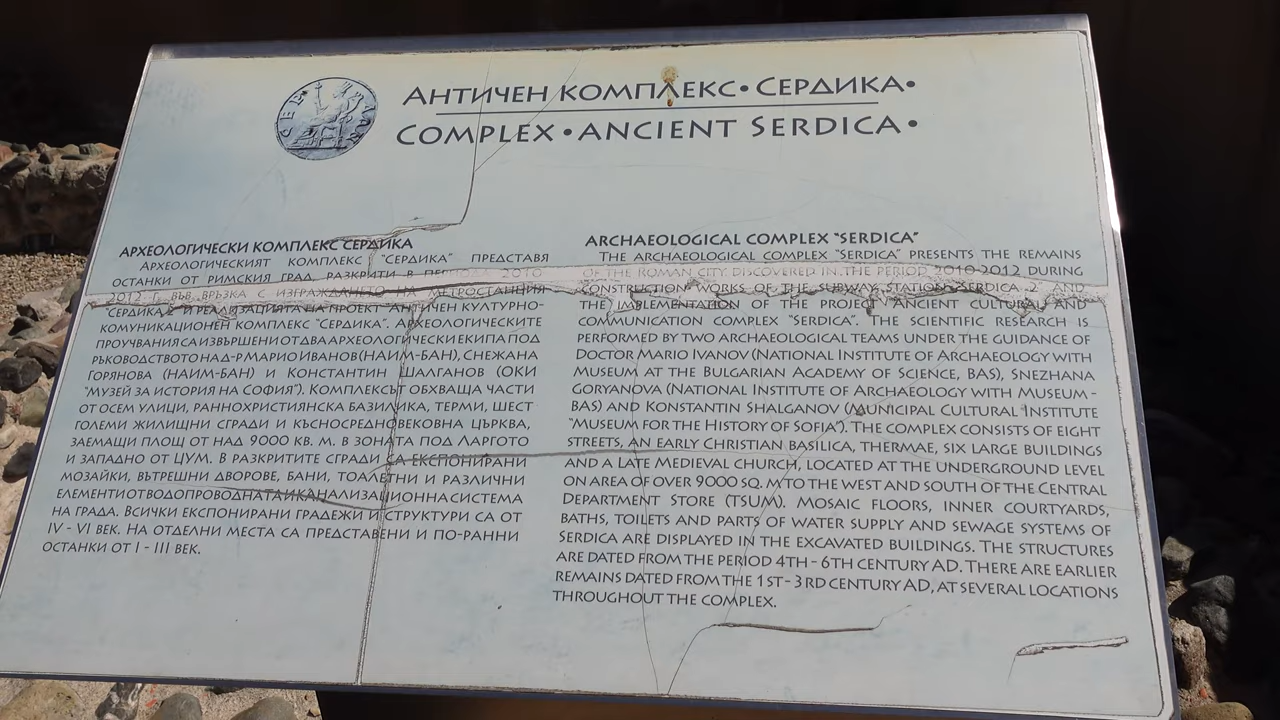 АНТИЧЕН КОМПЛЕКС • СЕРДИКА •
COMPLEX • ANCIENT SERDICA •
АРХЕОЛОГИЧЕСКИ КОМПЛЕКС СЕРДИКА
АРХЕОЛОГИЧЕСКИЯТ КОМПЛЕКС "СЕРДИКА" ПРЕДСТАВЯ
ОСТАНКИ ОТ РИМСКИЯ ГРАД, РАЗКРИТИ В ПЕРИОДА 2010 -
2012 Г. ВЪВ ВРЪЗКА С ИЗГРАЖДАНЕТО НА МЕТРОСТАНЦИЯ
"СЕРДИКА 2" И РЕАЛИЗАЦИЯТА НА ПРОЕКТ "АНТИЧЕН КУЛТУРНО-
КОМУНИКАЦИОНЕН КОМПЛЕКС "СЕРДИКА". АРХЕОЛОГИЧЕСКИТЕ
ПРОУЧВАНИЯ СА ИЗВЪРШЕНИ ОТ ДВА АРХЕОЛОГИЧЕСКИ ЕКИПА ПОД
РЪКОВОДСТВОТО НА Д-Р МАРИО ИВАНОВ (НАИМ-БАН), СНЕЖАНА
ГОРЯНОВА (НАИМ-БАН) И КОНСТАНТИН ШАЛГАНОВ (ОКИ
"МУЗЕЙ ЗА ИСТОРИЯ НА СОФИЯ"). КОМПЛЕКСЪТ ОБХВАЩА ЧАСТИ
ОТ ОСЕМ УЛИЦИ, РАННОХРИСТИЯНСКА БАЗИЛИКА, ТЕРМИ, ШЕСТ
ГОЛЕМИ ЖИЛИЩНИ СГРАДИ И КЪСНОСРЕДНОВЕКОВНА ЦЪРКВА,
ЗАЕМАЩИ ПЛОЩ ОТ НАД 9000 КВ. М. В ЗОНАТА ПОД ЛАРГОТО
И ЗАПАДНО ОТ ЦУМ. В РАЗКРИТИТЕ СГРАДИ СА ЕКСПОНИРАНИ
МОЗАЙКИ, ВЪТРЕШНИ ДВОРОВЕ, БАНИ, ТОАЛЕТНИ И РАЗЛИЧНИ
ЕЛЕМЕНТИ ОТ ВОДОПРОВОДНАТА И КАНАЛИЗАЦИОННА СИСТЕМА
НА ГРАДА. ВСИЧКИ ЕКСПОНИРАНИ ГРАДЕЖИ И СТРУКТУРИ СА ОТ
IV - VI ВЕК. НА ОТДЕЛНИ МЕСТА СА ПРЕДСТАВЕНИ И ПО-РАННИ
ОСТАНКИ ОТ I - III ВЕК.
ARCHAEOLOGICAL COMPLEX "SERDICA"
THE ARCHAEOLOGICAL COMPLEX "SERDICA" PRESENTS THE REMAINS
OF THE ROMAN CITY, DISCOVERED IN THE PERIOD 2010-2012 DURING
CONSTRUCTION WORKS OF THE SUBWAY STATION "SERDICA 2" AND
THE IMPLEMENTATION OF THE PROJECT "ANCIENT CULTURAL AND
COMMUNICATION COMPLEX "SERDICA". THE SCIENTIFIC RESEARCH IS
PERFORMED BY TWO ARCHAEOLOGICAL TEAMS UNDER THE GUIDANCE OF
DOCTOR MARIO IVANOV (NATIONAL INSTITUTE OF ARCHAEOLOGY WITH
MUSEUM AT THE BULGARIAN ACADEMY OF SCIENCE, BAS), SNEZHANA
GORYANOVA (NATIONAL INSTITUTE OF ARCHAEOLOGY WITH MUSEUM -
BAS) AND KONSTANTIN SHALGANOV (MUNICIPAL CULTURAL INSTITUTE
"MUSEUM FOR THE HISTORY OF SOFIA"). THE COMPLEX CONSISTS OF EIGHT
STREETS, AN EARLY CHRISTIAN BASILICA, THERMAE, SIX LARGE BUILDINGS
AND A LATE MEDIEVAL CHURCH, LOCATED AT THE UNDERGROUND LEVEL
ON AREA OF OVER 9000 SQ. M TO THE WEST AND SOUTH OF THE CENTRAL
DEPARTMENT STORE (TSUM). MOSAIC FLOORS, INNER COURTYARDS,
BATHS, TOILETS AND PARTS OF WATER SUPPLY AND SEWAGE SYSTEMS OF
SERDICA ARE DISPLAYED IN THE EXCAVATED BUILDINGS. THE STRUCTURES
ARE DATED FROM THE PERIOD 4TH - 6TH CENTURY AD. THERE ARE EARLIER
REMAINS DATED FROM THE 1ST - 3RD CENTURY AD, AT SEVERAL LOCATIONS
THROUGHOUT THE COMPLEX.